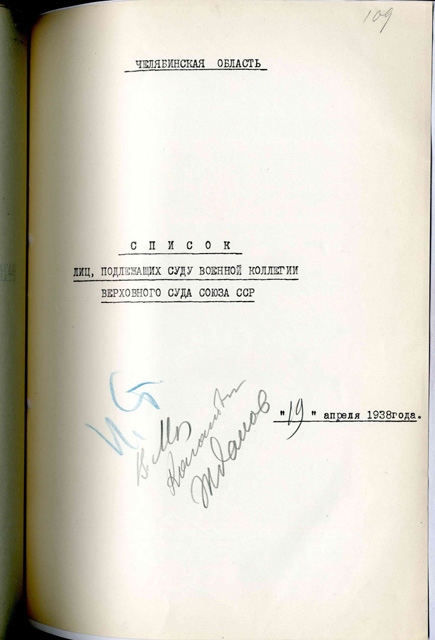 109
ЧЕЛЯБИНСКАЯ ОБЛАСТЬ
СПИСОК
ЛИЦ, ПОДЛЕЖАЩИХ СУДУ ВОЕННОЙ КОЛЛЕГИИ
ВЕРХОВНОГО СУДА СОЮЗА ССР
"19" апреля 1938года.
И. Ст
В. Мол
Каганович
Жданов